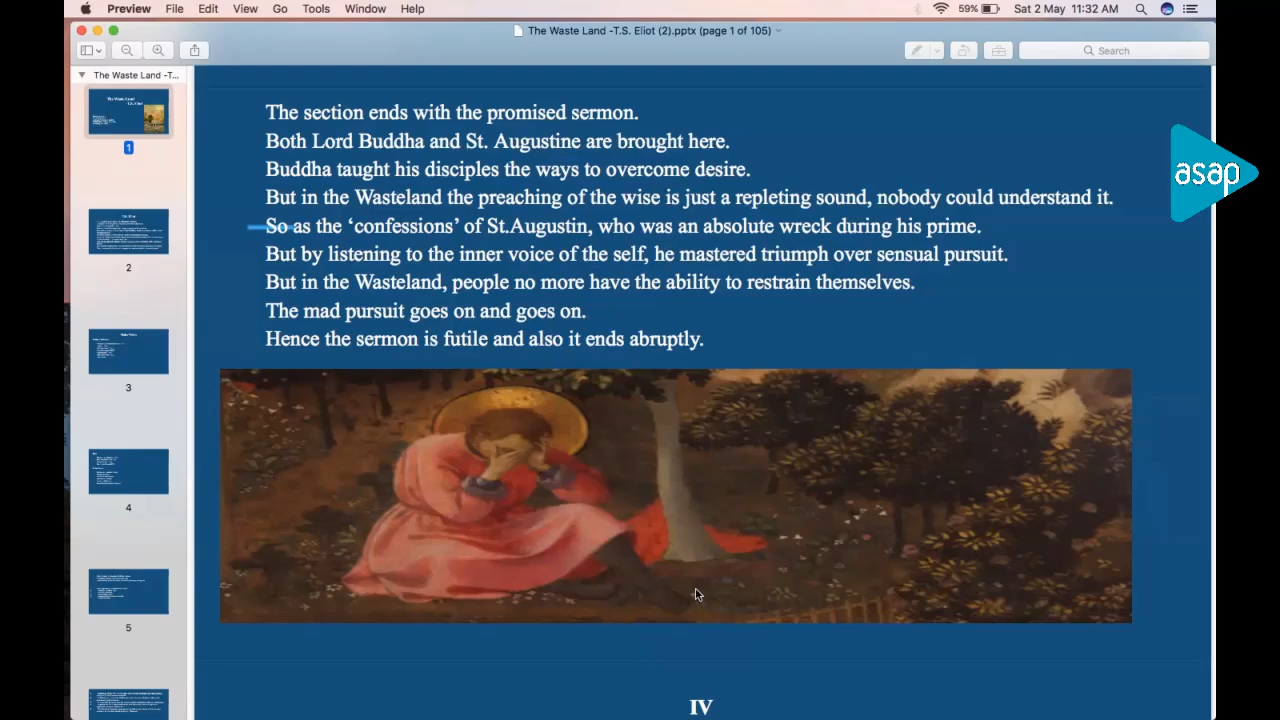 Preview File Edit View Go Tools Window Help 59% Sat 2 May 11:32 AM
The Waste Land -T.S. Eliot (2).pptx (page 1 of 105)
Search
The Waste Land -T...
The section ends with the promised sermon.
Both Lord Buddha and St. Augustine are brought here.
Buddha taught his disciples the ways to overcome desire.
But in the Wasteland the preaching of the wise is just a repleting sound, nobody could understand it.
So as the ‘confessions’ of St.Augustin, who was an absolute wreck during his prime.
But by listening to the inner voice of the self, he mastered triumph over sensual pursuit.
But in the Wasteland, people no more have the ability to restrain themselves.
The mad pursuit goes on and goes on.
Hence the sermon is futile and also it ends abruptly.
IV
asap
1
2
3
4
5